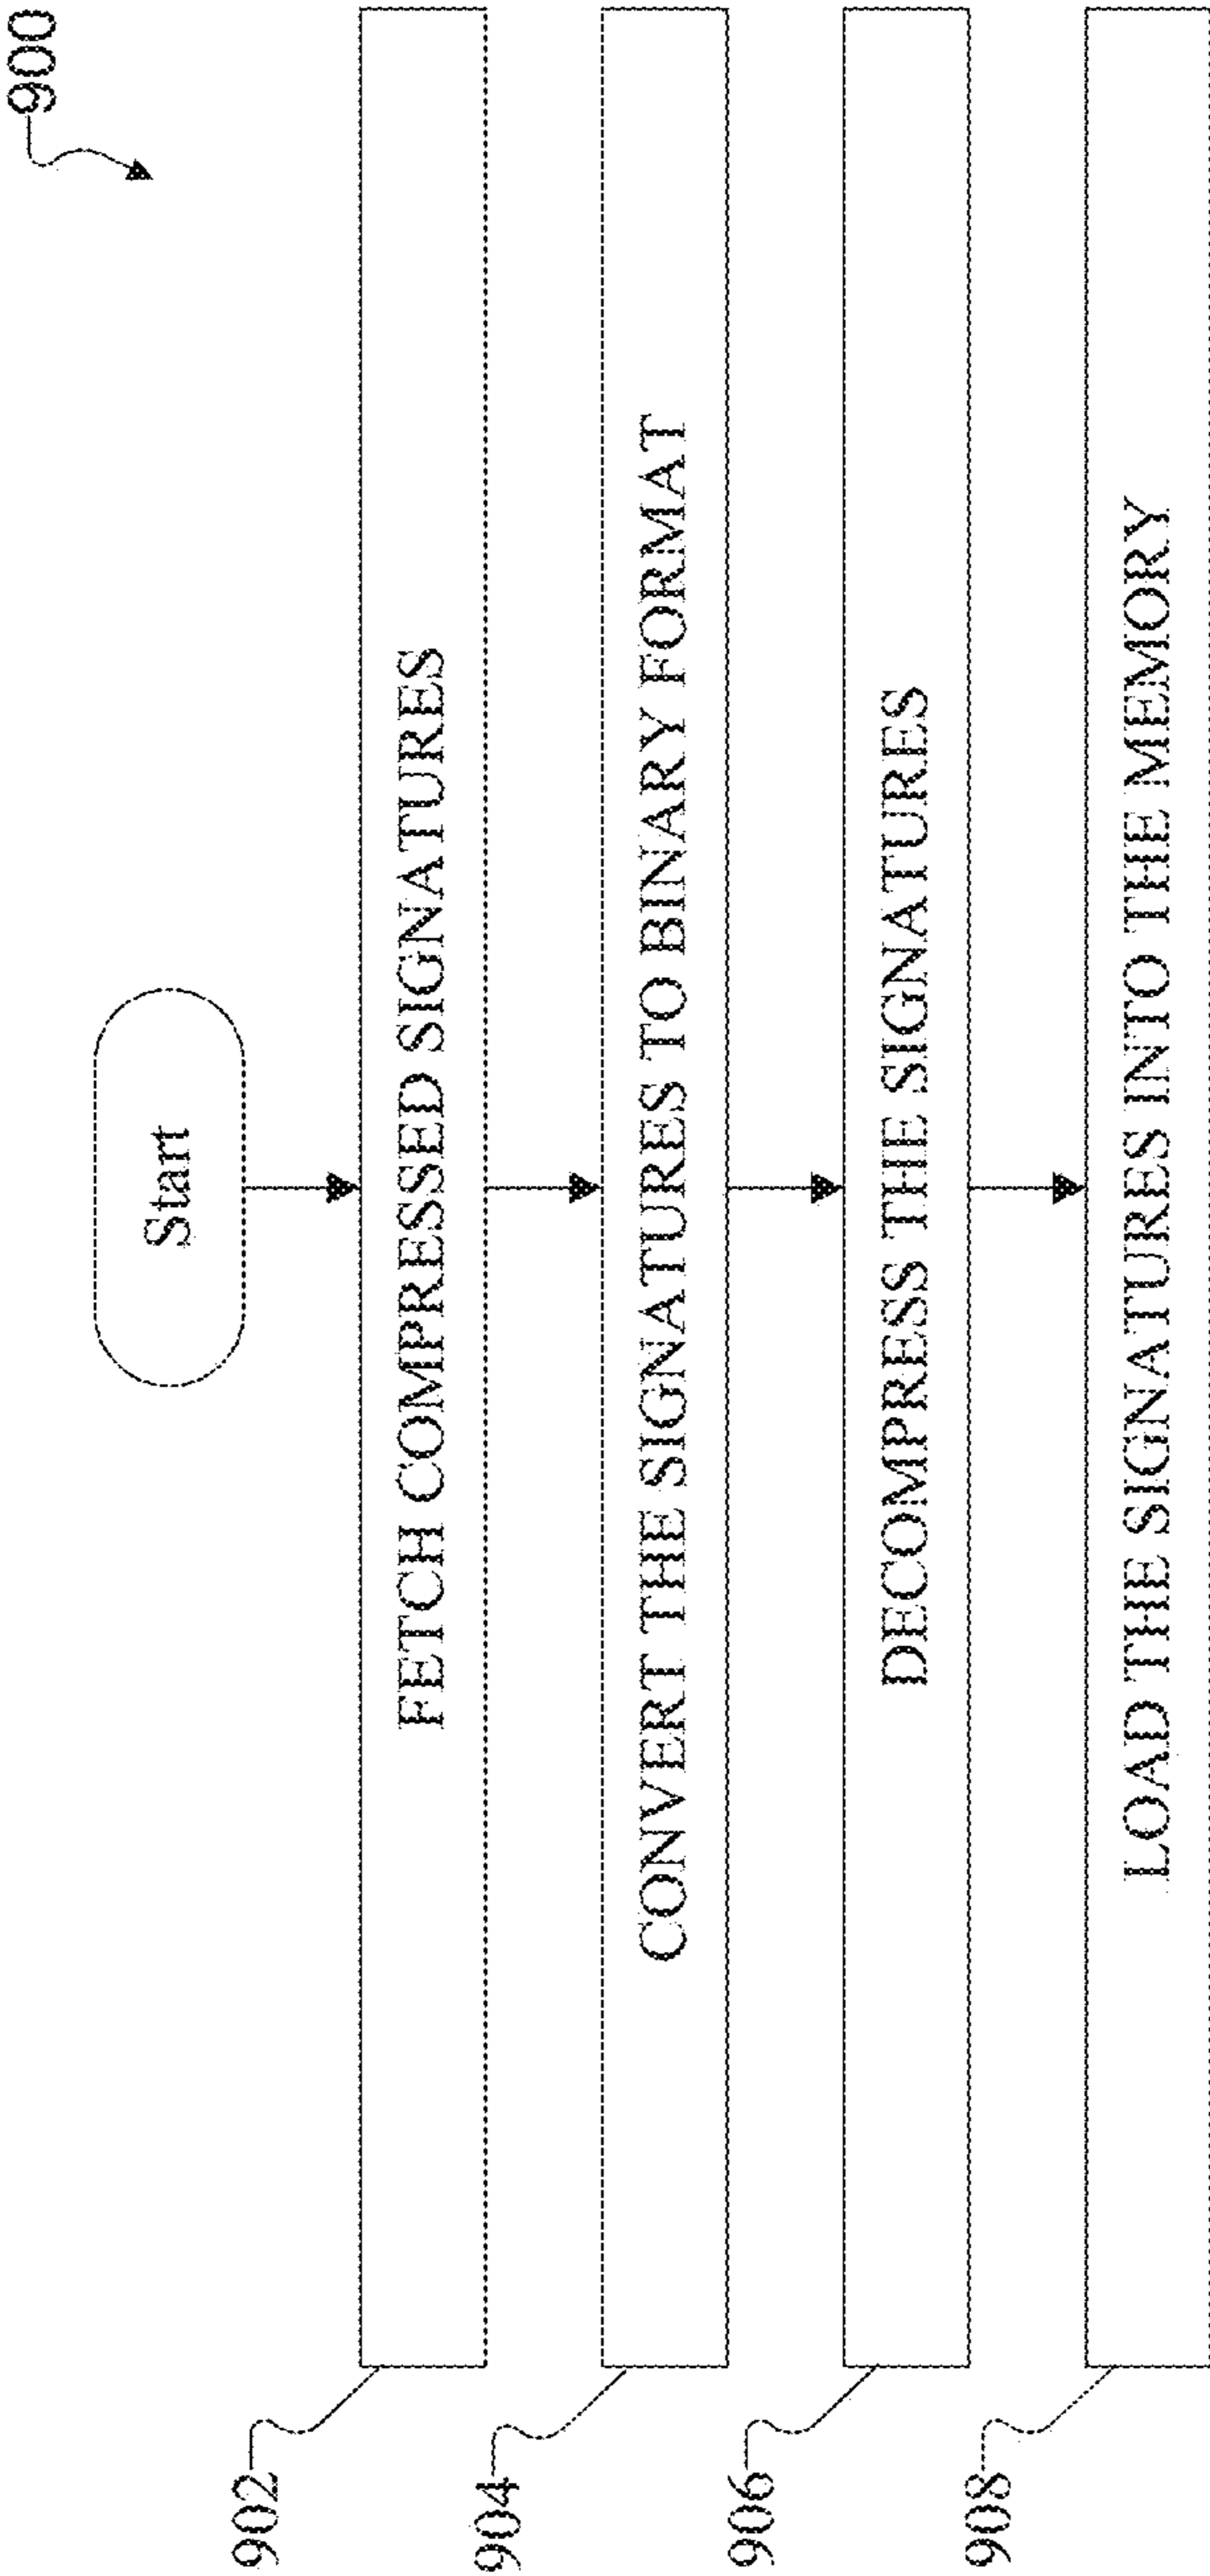 900
Start
902
FETCH COMPRESSED SIGNATURES
904
CONVERT THE SIGNATURES TO BINARY FORMAT
906
DECOMPRESS THE SIGNATURES
908
LOAD THE SIGNATURES INTO THE MEMORY